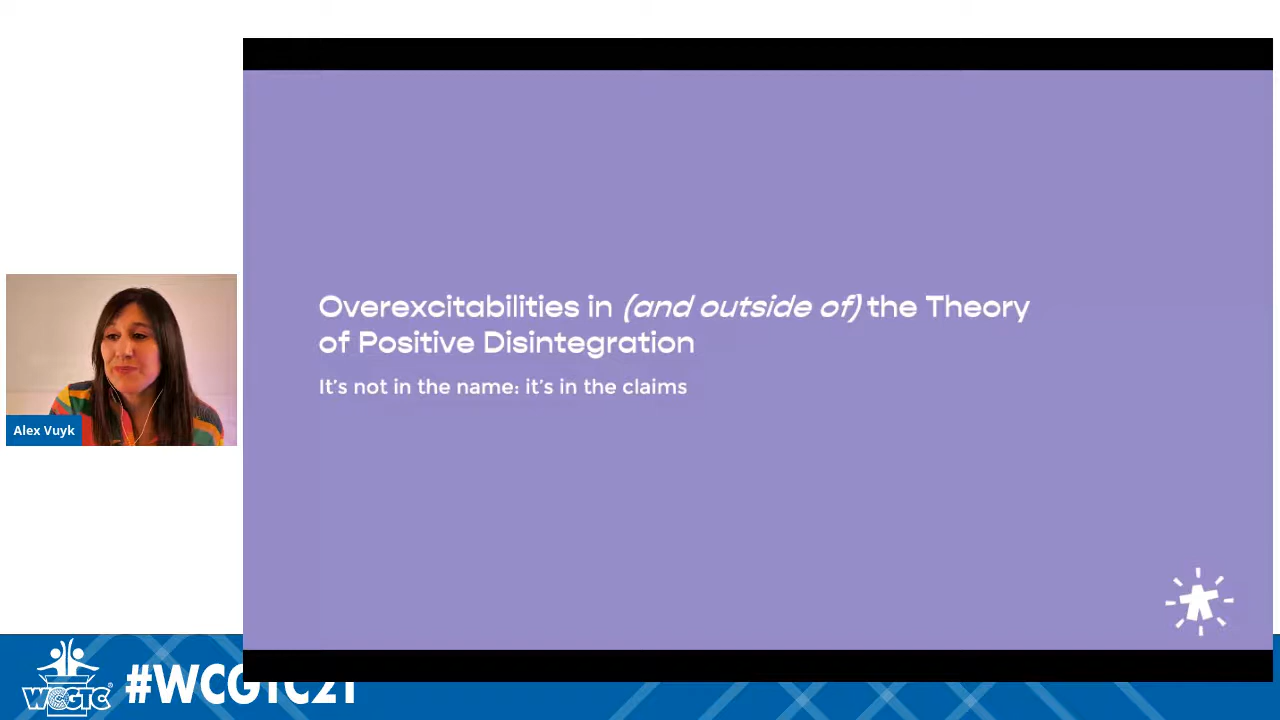 Overexcitabilities in (and outside of) the Theory
of Positive Disintegration
It's not in the name: it's in the claims
Alex Vuyk
WCGTC®
#WCGTC21